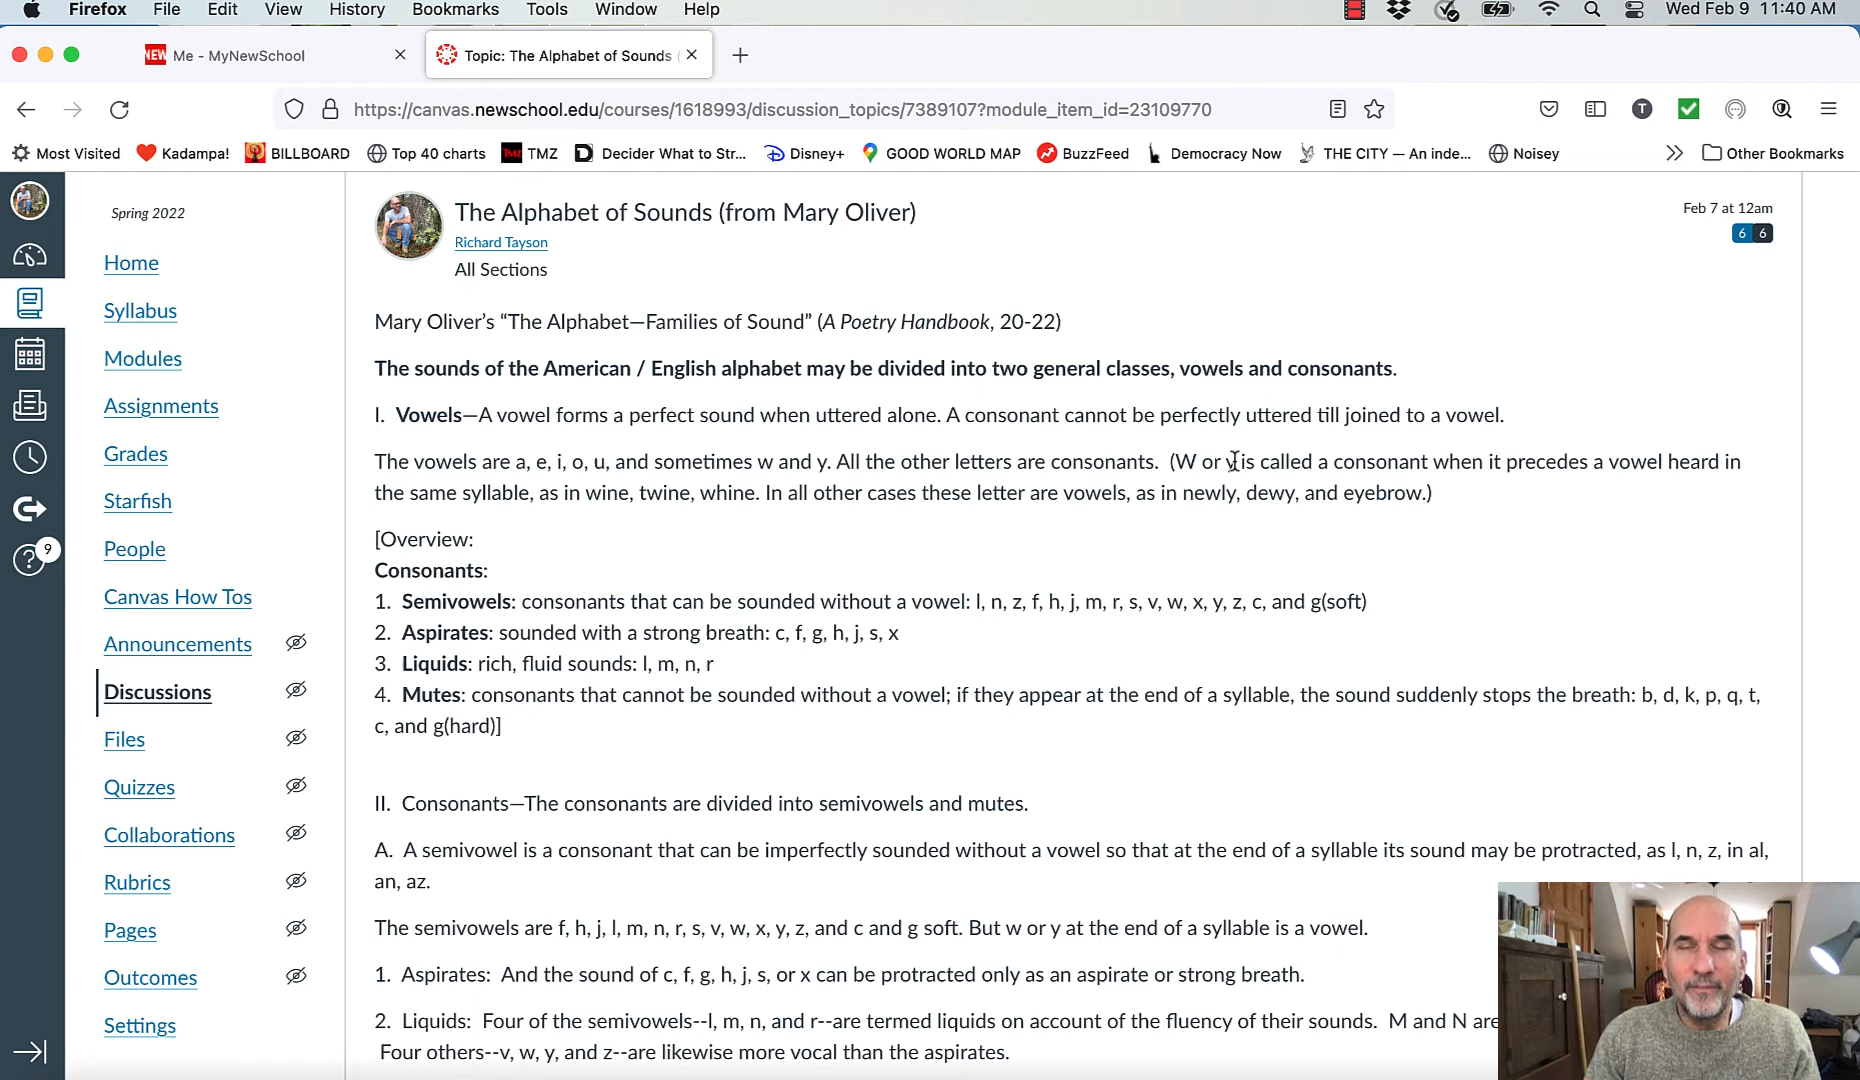 Firefox File Edit View History Bookmarks Tools Window Help Wed Feb 9 11:40 AM
NEW Me - MyNewSchool Topic: The Alphabet of Sounds (
https://canvas.newschool.edu/courses/1618993/discussion_topics/7389107?module_item_id=23109770 T
Most Visited Kadampa! BILLBOARD Top 40 charts TMZ TMZ D Decider What to Str... Disney+ GOOD WORLD MAP BuzzFeed Democracy Now THE CITY — An inde... Noisey Other Bookmarks
Spring 2022
Home
Syllabus
Modules
Assignments
Grades
Starfish
People
Canvas How Tos
Announcements
Discussions
Files
Quizzes
Collaborations
Rubrics
Pages
Outcomes
Settings
9
The Alphabet of Sounds (from Mary Oliver)
Feb 7 at 12am
Richard Tayson
6 6
All Sections
Mary Oliver's “The Alphabet—Families of Sound” (A Poetry Handbook, 20-22)
The sounds of the American / English alphabet may be divided into two general classes, vowels and consonants.
I. Vowels—A vowel forms a perfect sound when uttered alone. A consonant cannot be perfectly uttered till joined to a vowel.
The vowels are a, e, i, o, u, and sometimes w and y. All the other letters are consonants. (W or y is called a consonant when it precedes a vowel heard in
the same syllable, as in wine, twine, whine. In all other cases these letter are vowels, as in newly, dewy, and eyebrow.)
[Overview:
Consonants:
1. Semivowels: consonants that can be sounded without a vowel: l, n, z, f, h, j, m, r, s, v, w, x, y, z, c, and g(soft)
2. Aspirates: sounded with a strong breath: c, f, g, h, j, s, x
3. Liquids: rich, fluid sounds: l, m, n, r
4. Mutes: consonants that cannot be sounded without a vowel; if they appear at the end of a syllable, the sound suddenly stops the breath: b, d, k, p, q, t,
c, and g(hard)]
II. Consonants—The consonants are divided into semivowels and mutes.
A. A semivowel is a consonant that can be imperfectly sounded without a vowel so that at the end of a syllable its sound may be protracted, as l, n, z, in al,
an, az.
The semivowels are f, h, j, l, m, n, r, s, v, w, x, y, z, and c and g soft. But w or y at the end of a syllable is a vowel.
1. Aspirates: And the sound of c, f, g, h, j, s, or x can be protracted only as an aspirate or strong breath.
2. Liquids: Four of the semivowels--l, m, n, and r--are termed liquids on account of the fluency of their sounds. M and N are
Four others--v, w, y, and z--are likewise more vocal than the aspirates.